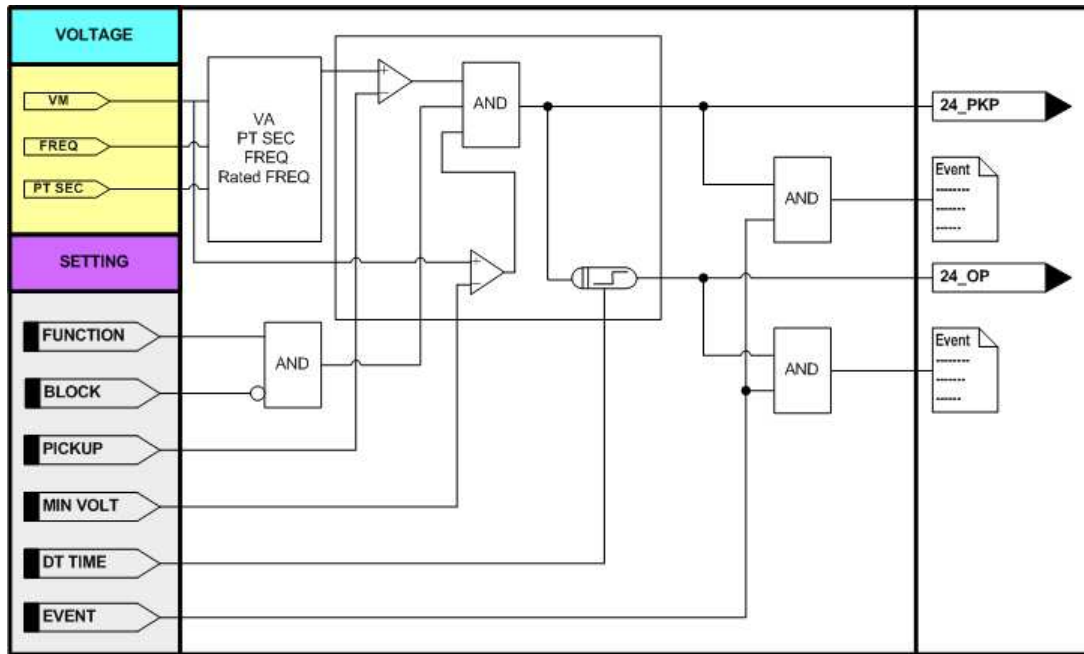 VOLTAGE
VM
FREQ
PT SEC
SETTING
FUNCTION
BLOCK
PICKUP
MIN VOLT
DT TIME
EVENT
VA
PT SEC
FREQ
Rated FREQ
+
−
AND
+
−
AND
AND
AND
24_PKP
Event
24_OP
Event